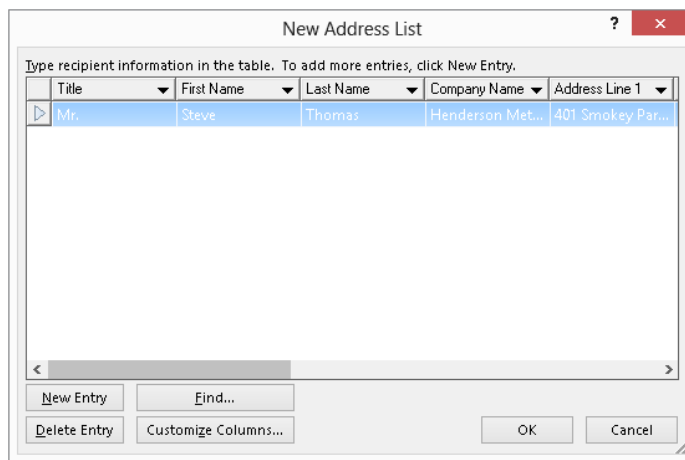 New Address List ?
Type recipient information in the table. To add more entries, click New Entry.
Title First Name Last Name Company Name Address Line 1
Mr. Steve Thomas Henderson Met... 401 Smokey Par...
New Entry Find...
Delete Entry Customize Columns... OK Cancel